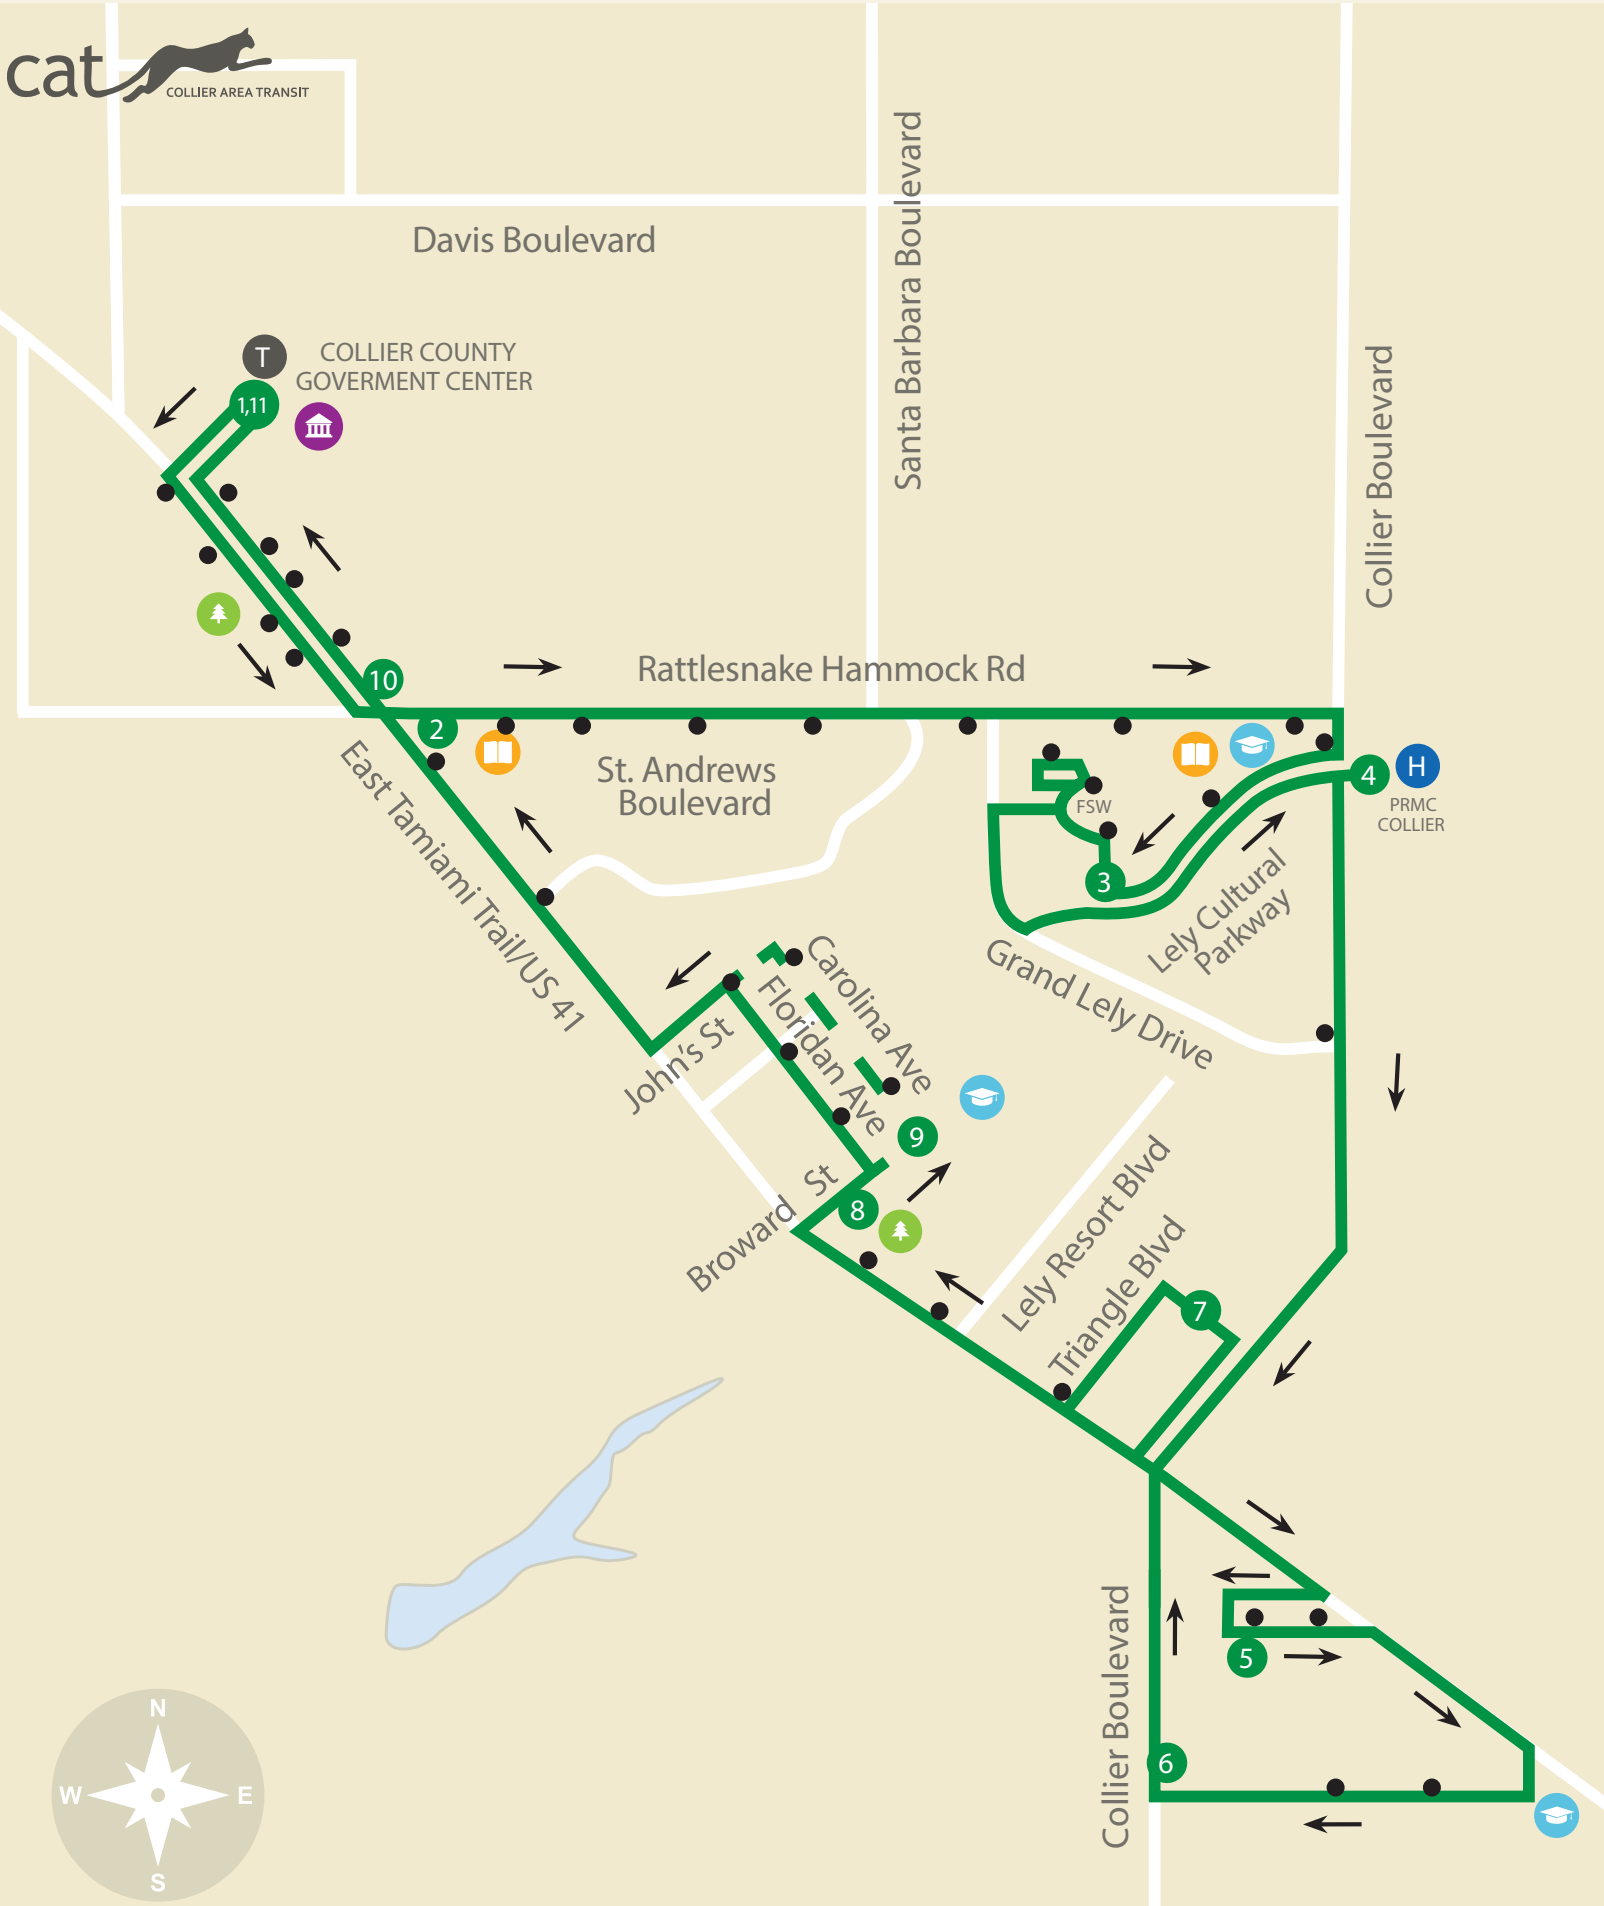 cat
COLLIER AREA TRANSIT
Davis Boulevard
Santa Barbara Boulevard
Collier Boulevard
T
COLLIER COUNTY
GOVERMENT CENTER
1,11
10
Rattlesnake Hammock Rd
2
St. Andrews
Boulevard
East Tamiami Trail/US 41
FSW
4
H
PRMC
COLLIER
3
Lely Cultural
Parkway
Grand Lely Drive
Carolina Ave
Floridan Ave
John's St
9
Broward St
8
Lely Resort Blvd
Triangle Blvd
7
Collier Boulevard
5
6
N
W
E
S